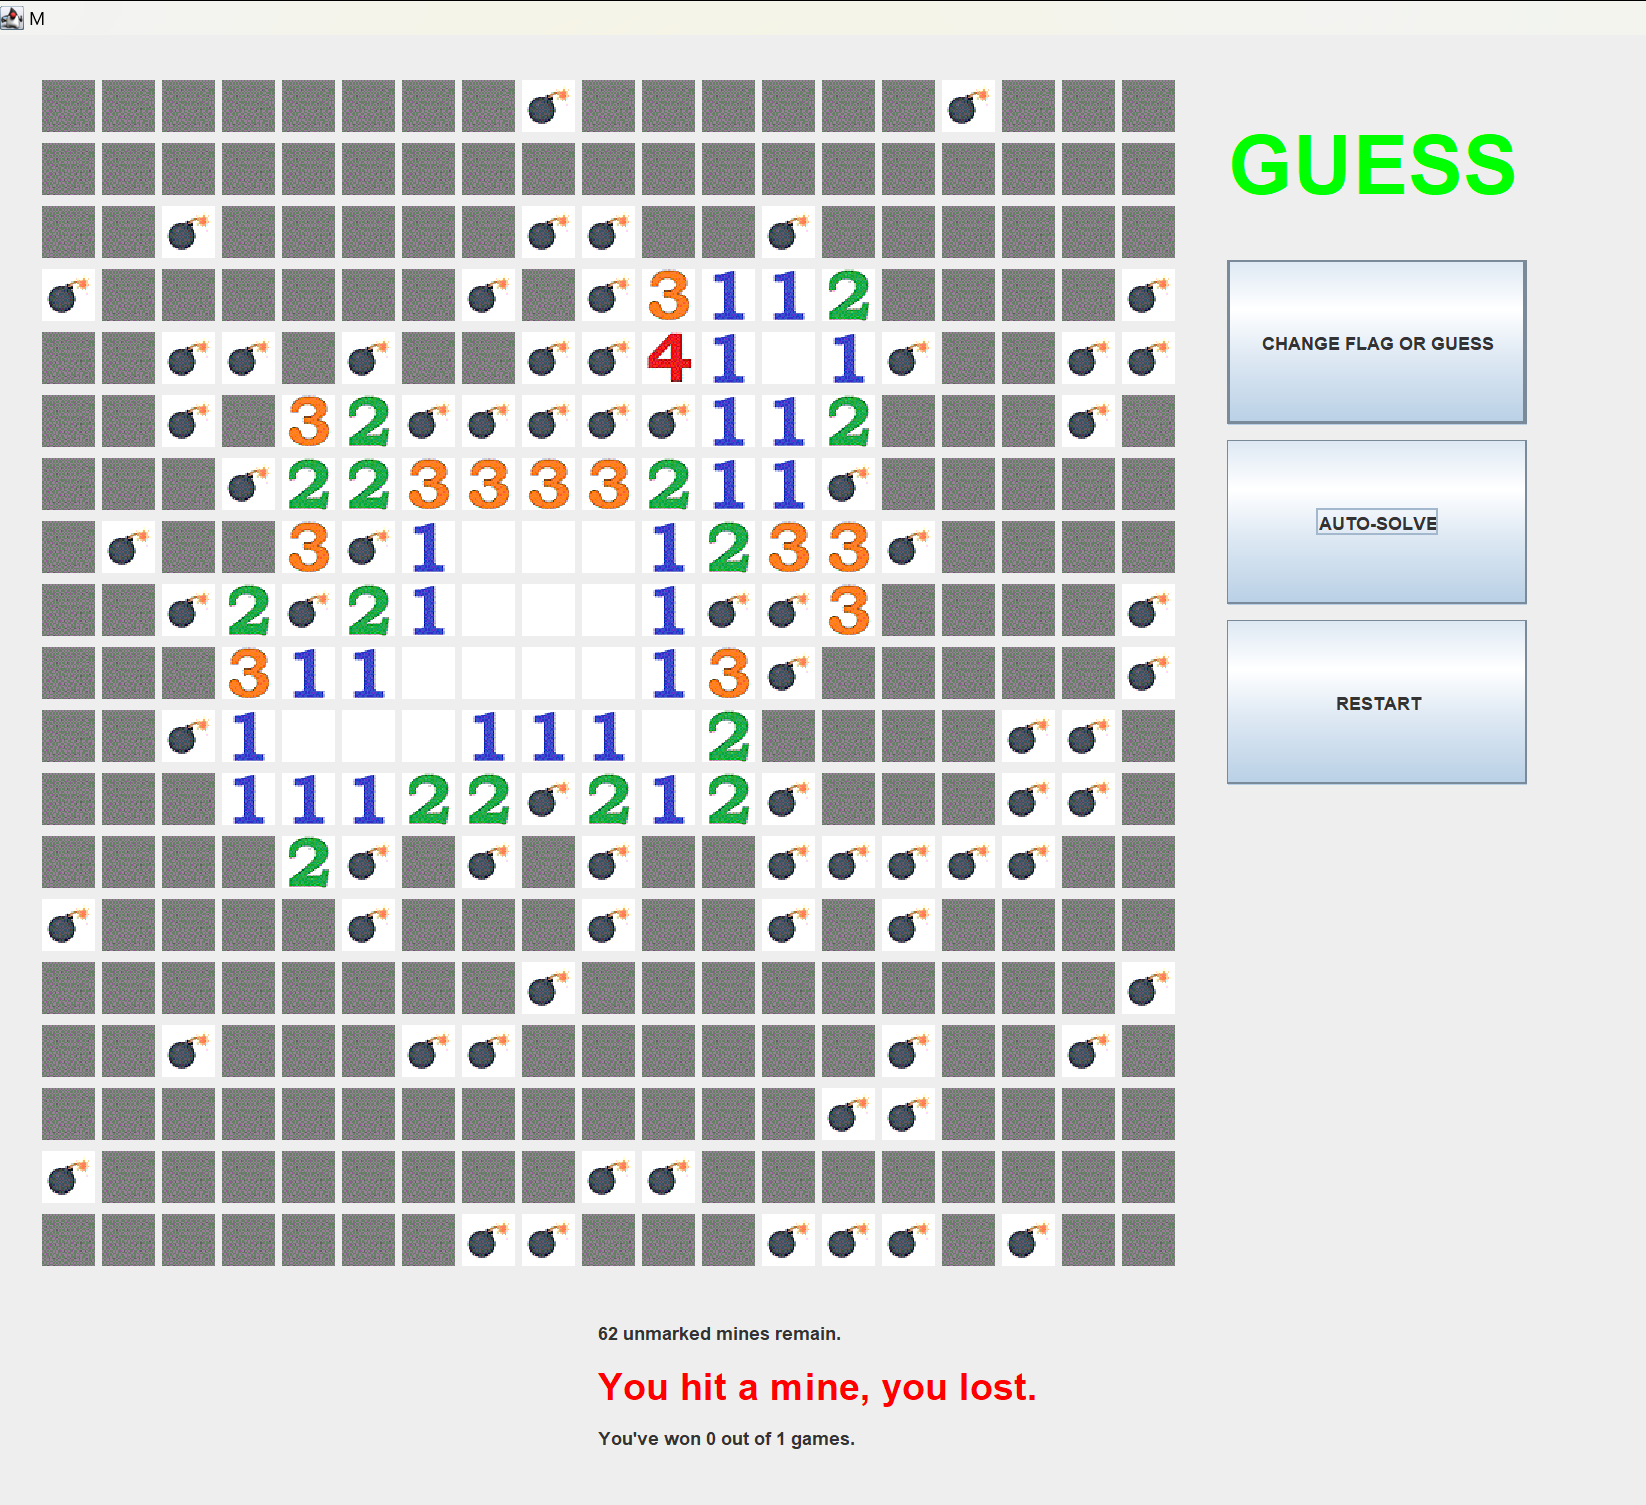 M
GUESS
3 1 1 2
4 1 1
3 2 1 1 2
2 2 3 3 3 3 2 1 1
3 1 1 2 3 3
2 2 1 1 3
3 1 1 1 3
1 1 1 1 2
1 1 1 2 2 2 1 2
2
CHANGE FLAG OR GUESS
AUTO-SOLVE
RESTART
62 unmarked mines remain.
You hit a mine, you lost.
You've won 0 out of 1 games.